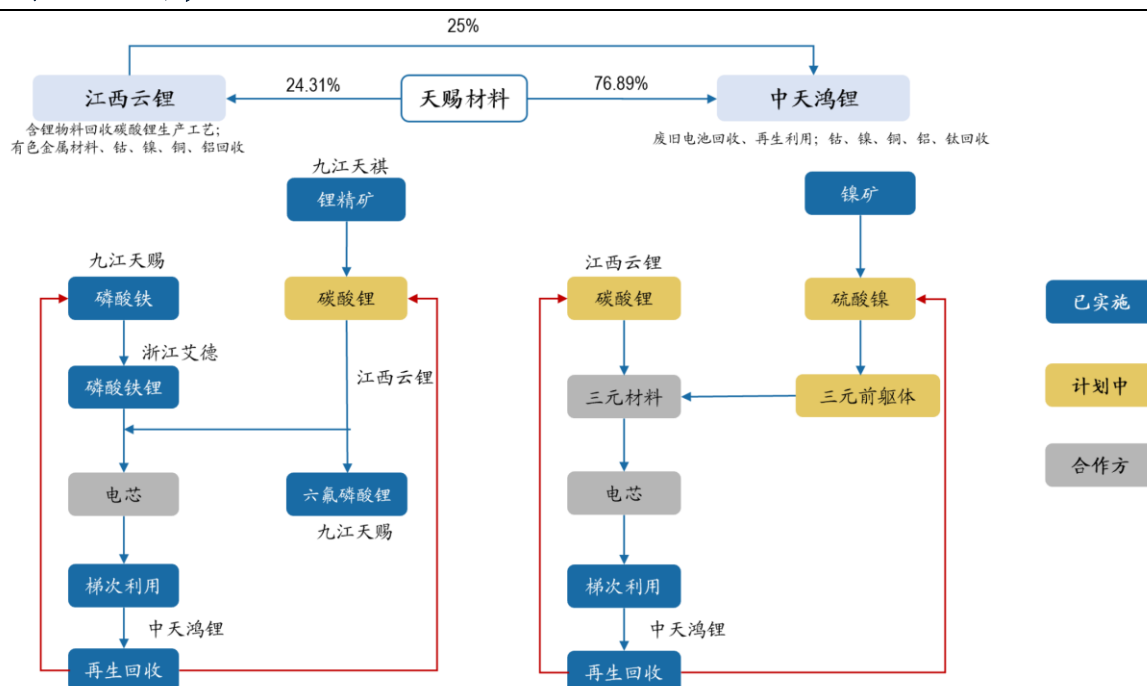 25%
江西云锂
24.31%
天赐材料
76.89%
中天鸿锂
含锂物料回收碳酸锂生产工艺；
有色金属材料、钴、镍、铜、铝回收
废旧电池回收、再生利用；钴、镍、铜、铝、钛回收
九江天祺
锂精矿
镍矿
九江天赐
江西云锂
磷酸铁
碳酸锂
碳酸锂
硫酸镍
已实施
浙江艾德
江西云锂
磷酸铁锂
三元材料
三元前躯体
计划中
合作方
电芯
六氟磷酸锂
电芯
九江天赐
梯次利用
梯次利用
中天鸿锂
中天鸿锂
再生回收
再生回收